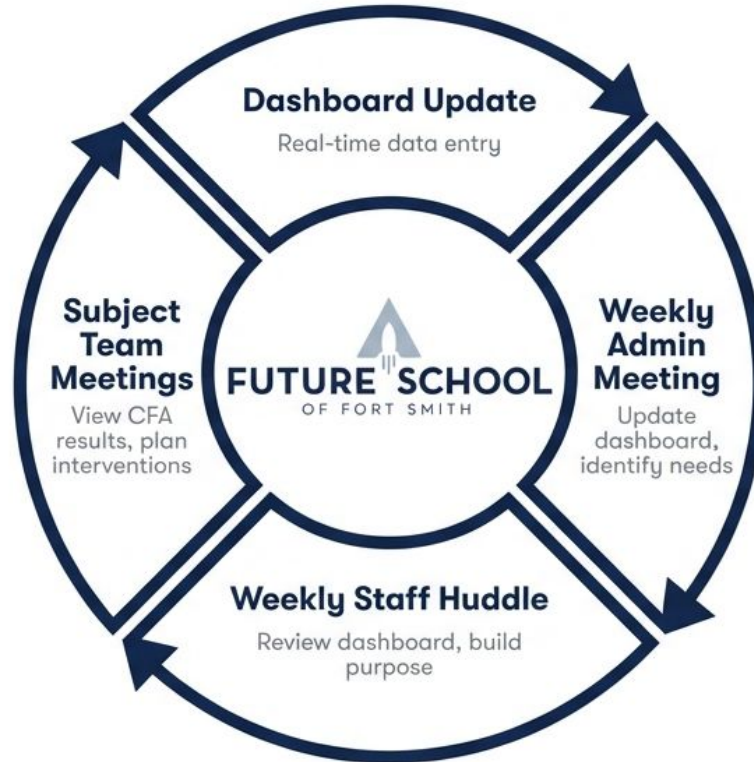 Dashboard Update
Real-time data entry
Subject
Team
Meetings
View CFA
results, plan
interventions
FUTURE SCHOOL
OF FORT SMITH
Weekly
Admin
Meeting
Update
dashboard,
identify needs
Weekly Staff Huddle
Review dashboard, build
purpose